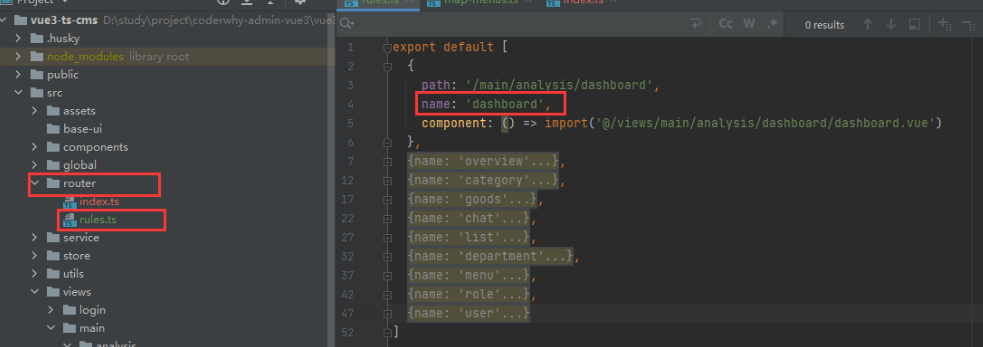 Project
vue3-ts-cms D:\study\project\coderwhy-admin-vue3\vue3
.husky
node_modules library root
public
src
assets
base-ui
components
global
router
index.ts
rules.ts
service
store
utils
views
login
main
analysis
rules.ts map-menus.ts index.ts
Cc W .* 0 results
1 export default [
2 {
3 path: '/main/analysis/dashboard',
4 name: 'dashboard',
5 component: () => import('@/views/main/analysis/dashboard/dashboard.vue')
6 },
7 {name: 'overview'...},
12 {name: 'category'...},
17 {name: 'goods'...},
22 {name: 'chat'...},
27 {name: 'list'...},
32 {name: 'department'...},
37 {name: 'menu'...},
42 {name: 'role'...},
47 {name: 'user'...}
52 ]